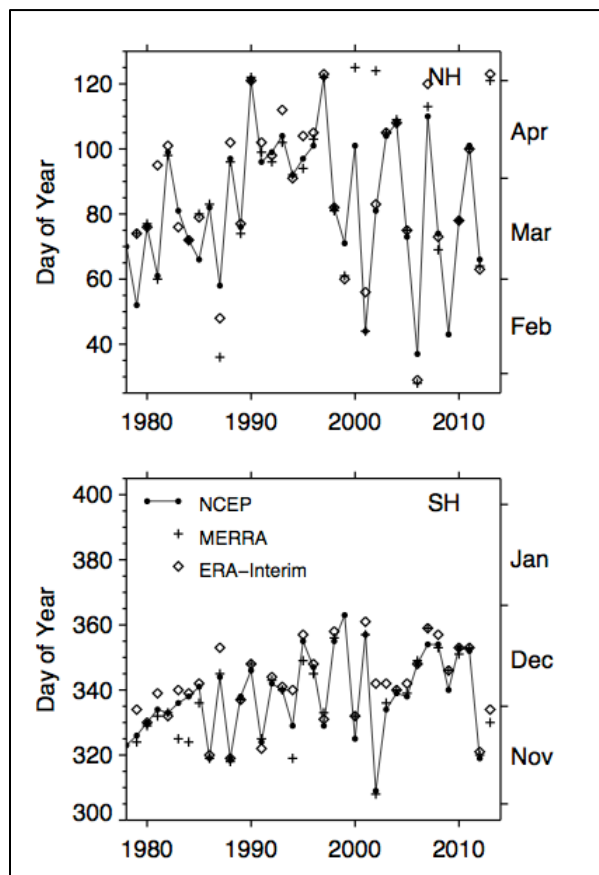 120
100
80
60
40
Day of Year
NH
Apr
Mar
Feb
1980 1990 2000 2010
400
380
360
340
320
300
Day of Year
NCEP
MERRA
ERA-Interim
SH
Jan
Dec
Nov
1980 1990 2000 2010